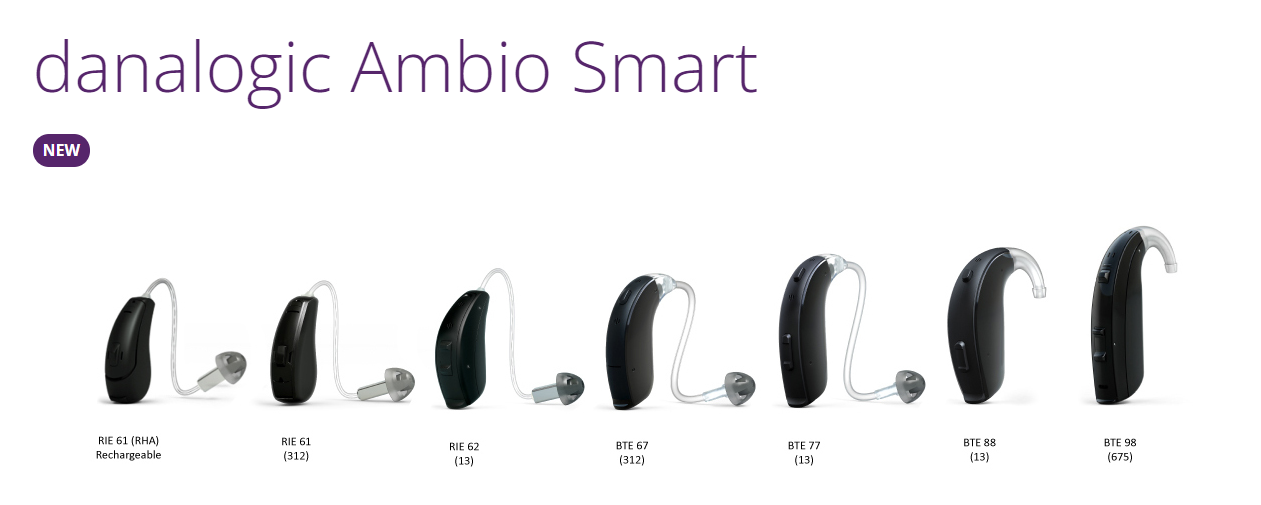 danalogic Ambio Smart
NEW
RIE 61 (RHA)
Rechargeable
RIE 61
(312)
RIE 62
(13)
BTE 67
(312)
BTE 77
(13)
BTE 88
(13)
BTE 98
(675)